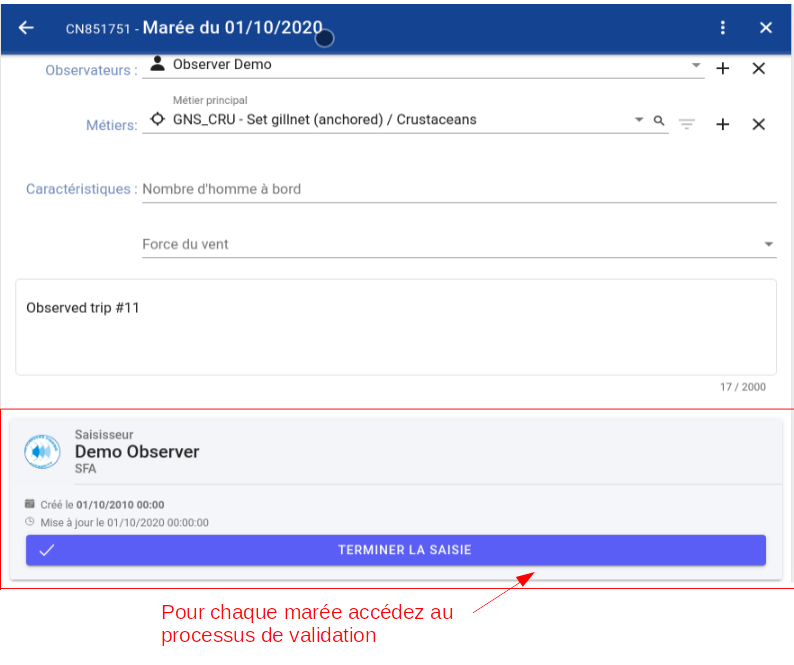 CN851751 - Marée du 01/10/2020
Observateurs : Observer Demo
Métier principal
Métiers: GNS_CRU - Set gillnet (anchored) / Crustaceans
Caractéristiques : Nombre d'homme à bord
Force du vent
Observed trip #11
17 / 2000
Saisisseur
Demo Observer
SFA
Créé le 01/10/2010 00:00
Mise à jour le 01/10/2020 00:00:00
TERMINER LA SAISIE
Pour chaque marée accédez au
processus de validation